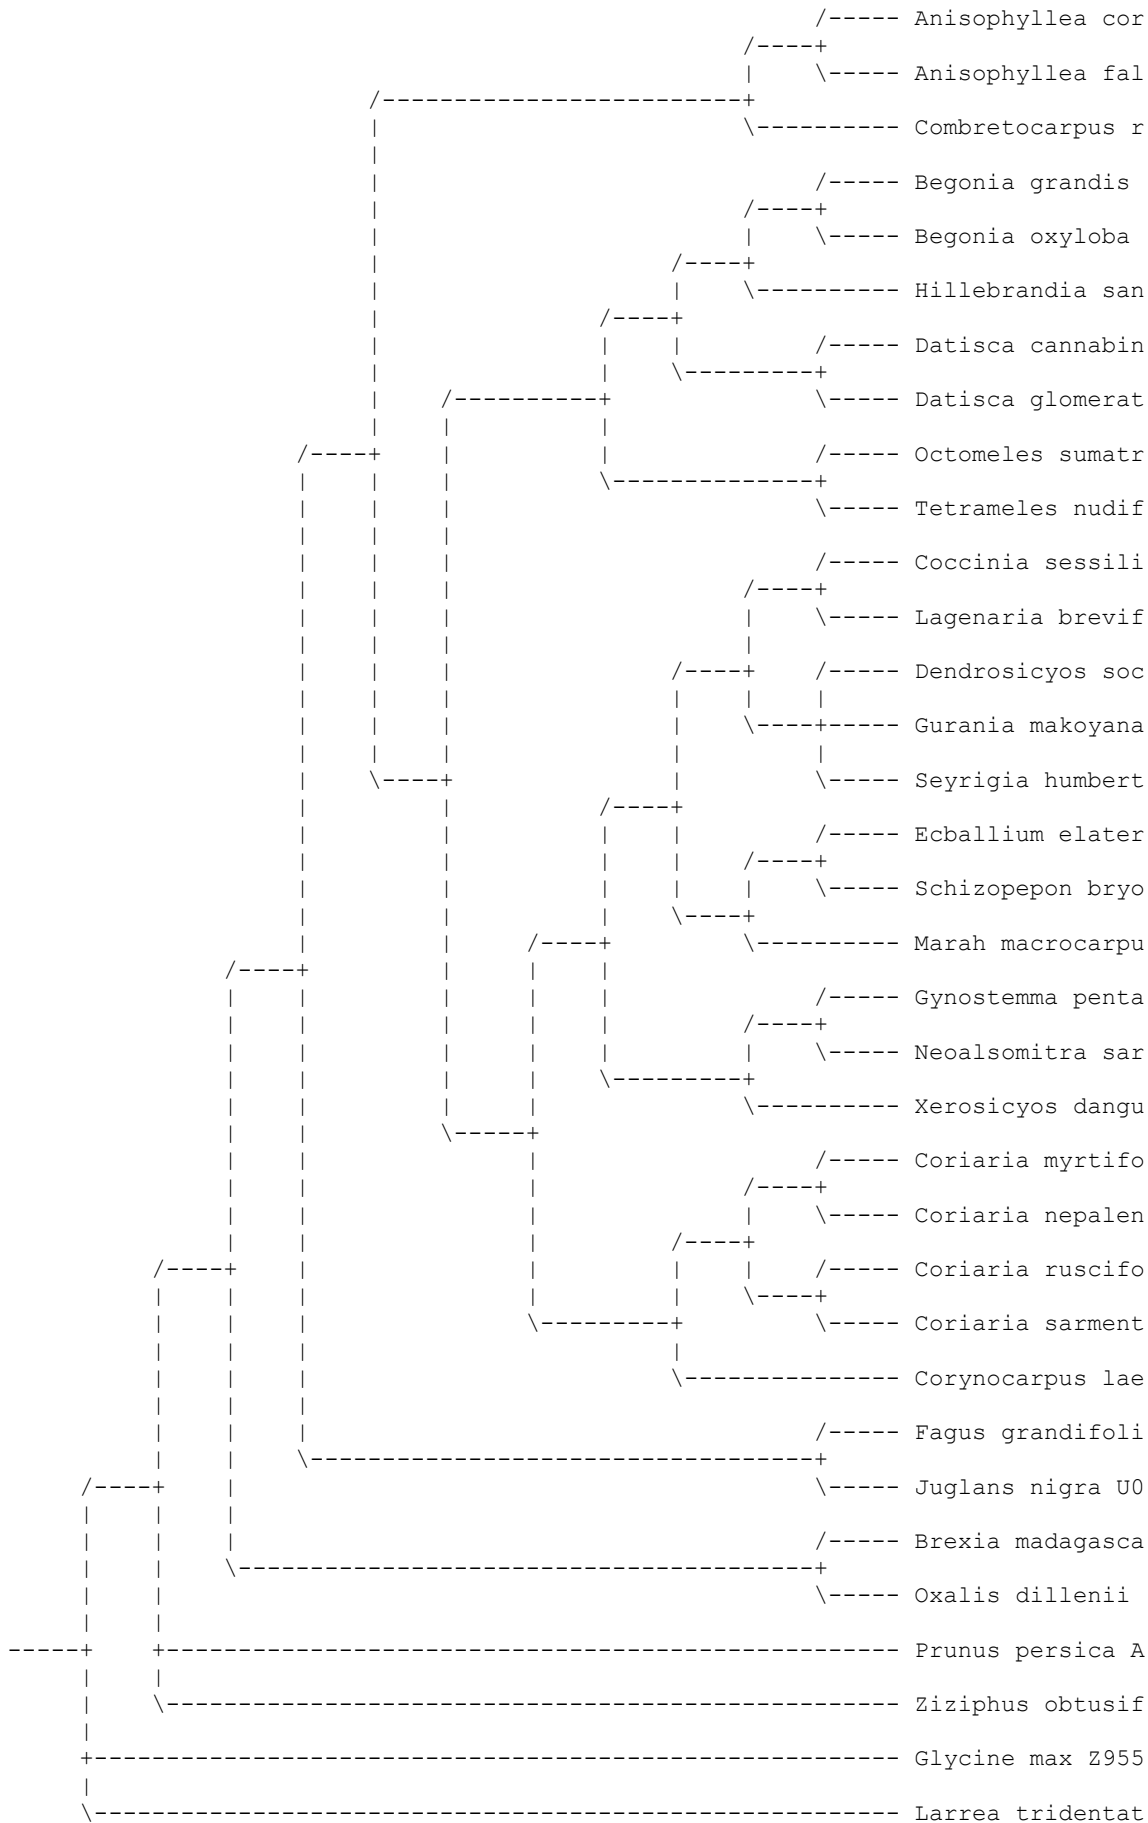 Anisophyllea cor
Anisophyllea fal
Combretocarpus r
Begonia grandis
Begonia oxyloba
Hillebrandia san
Datisca cannabin
Datisca glomerat
Octomeles sumatr
Tetrameles nudif
Coccinia sessili
Lagenaria brevif
Dendrosicyos soc
Gurania makoyana
Seyrigia humbert
Ecballium elater
Schizopepon bryo
Marah macrocarpu
Gynostemma penta
Neoalsomitra sar
Xerosicyos dangu
Coriaria myrtifo
Coriaria nepalen
Coriaria ruscifo
Coriaria sarment
Corynocarpus lae
Fagus grandifoli
Juglans nigra U0
Brexia madagasca
Oxalis dillenii
Prunus persica A
Ziziphus obtusif
Glycine max Z955
Larrea tridentat